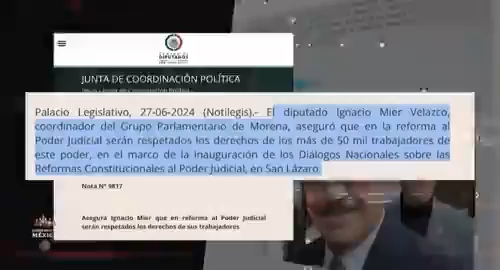 DIPUTADOS
JUNTA DE COORDINACIÓN POLÍTICA
Palacio Legislativo, 27-06-2024 (Notilegis).- El diputado Ignacio Mier Velazco,
coordinador del Grupo Parlamentario de Morena, aseguró que en la reforma al
Poder Judicial serán respetados los derechos de los más de 50 mil trabajadores de
este poder, en el marco de la inauguración de los Diálogos Nacionales sobre las
Reformas Constitucionales al Poder Judicial, en San Lázaro.
Nota N° 9817
Asegura Ignacio Mier que en reforma al Poder Judicial
serán respetados los derechos de sus trabajadores
MÉXICO